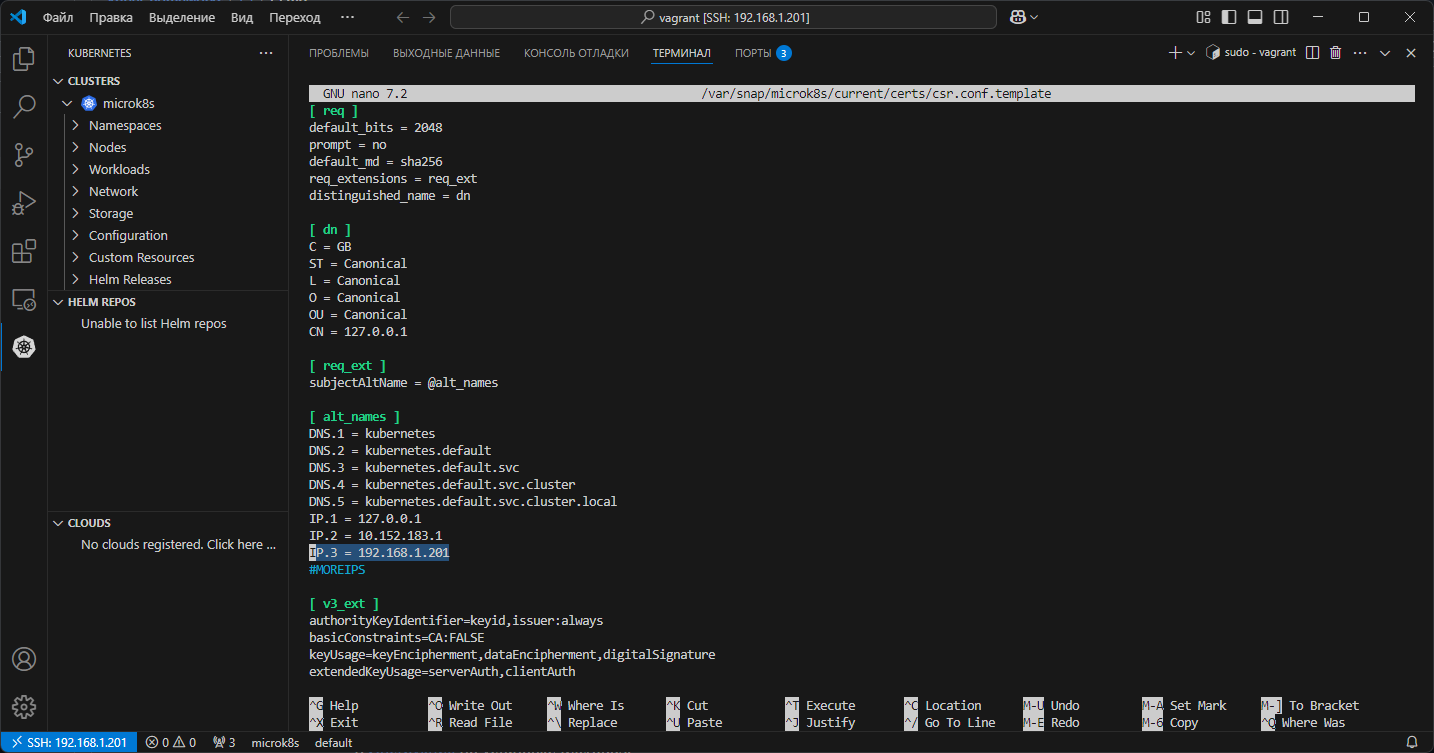 Файл Правка Выделение Вид Переход ··· vagrant [SSH: 192.168.1.201]
KUBERNETES ···
CLUSTERS
microk8s
Namespaces
Nodes
Workloads
Network
Storage
Configuration
Custom Resources
Helm Releases
HELM REPOS
Unable to list Helm repos
CLOUDS
No clouds registered. Click here ...
ПРОБЛЕМЫ ВЫХОДНЫЕ ДАННЫЕ КОНСОЛЬ ОТЛАДКИ ТЕРМИНАЛ ПОРТЫ 3 sudo - vagrant ···
GNU nano 7.2 /var/snap/microk8s/current/certs/csr.conf.template
[ req ]
default_bits = 2048
prompt = no
default_md = sha256
req_extensions = req_ext
distinguished_name = dn
[ dn ]
C = GB
ST = Canonical
L = Canonical
O = Canonical
OU = Canonical
CN = 127.0.0.1
[ req_ext ]
subjectAltName = @alt_names
[ alt_names ]
DNS.1 = kubernetes
DNS.2 = kubernetes.default
DNS.3 = kubernetes.default.svc
DNS.4 = kubernetes.default.svc.cluster
DNS.5 = kubernetes.default.svc.cluster.local
IP.1 = 127.0.0.1
IP.2 = 10.152.183.1
IP.3 = 192.168.1.201
#MOREIPS
[ v3_ext ]
authorityKeyIdentifier=keyid,issuer:always
basicConstraints=CA:FALSE
keyUsage=keyEncipherment,dataEncipherment,digitalSignature
extendedKeyUsage=serverAuth,clientAuth
^G Help ^O Write Out ^W Where Is ^K Cut ^T Execute ^C Location M-U Undo M-A Set Mark M-] To Bracket
^X Exit ^R Read File ^\ Replace ^U Paste ^J Justify ^/ Go To Line M-E Redo M-6 Copy ^Q Where Was
SSH: 192.168.1.201 0 0 3 microk8s default